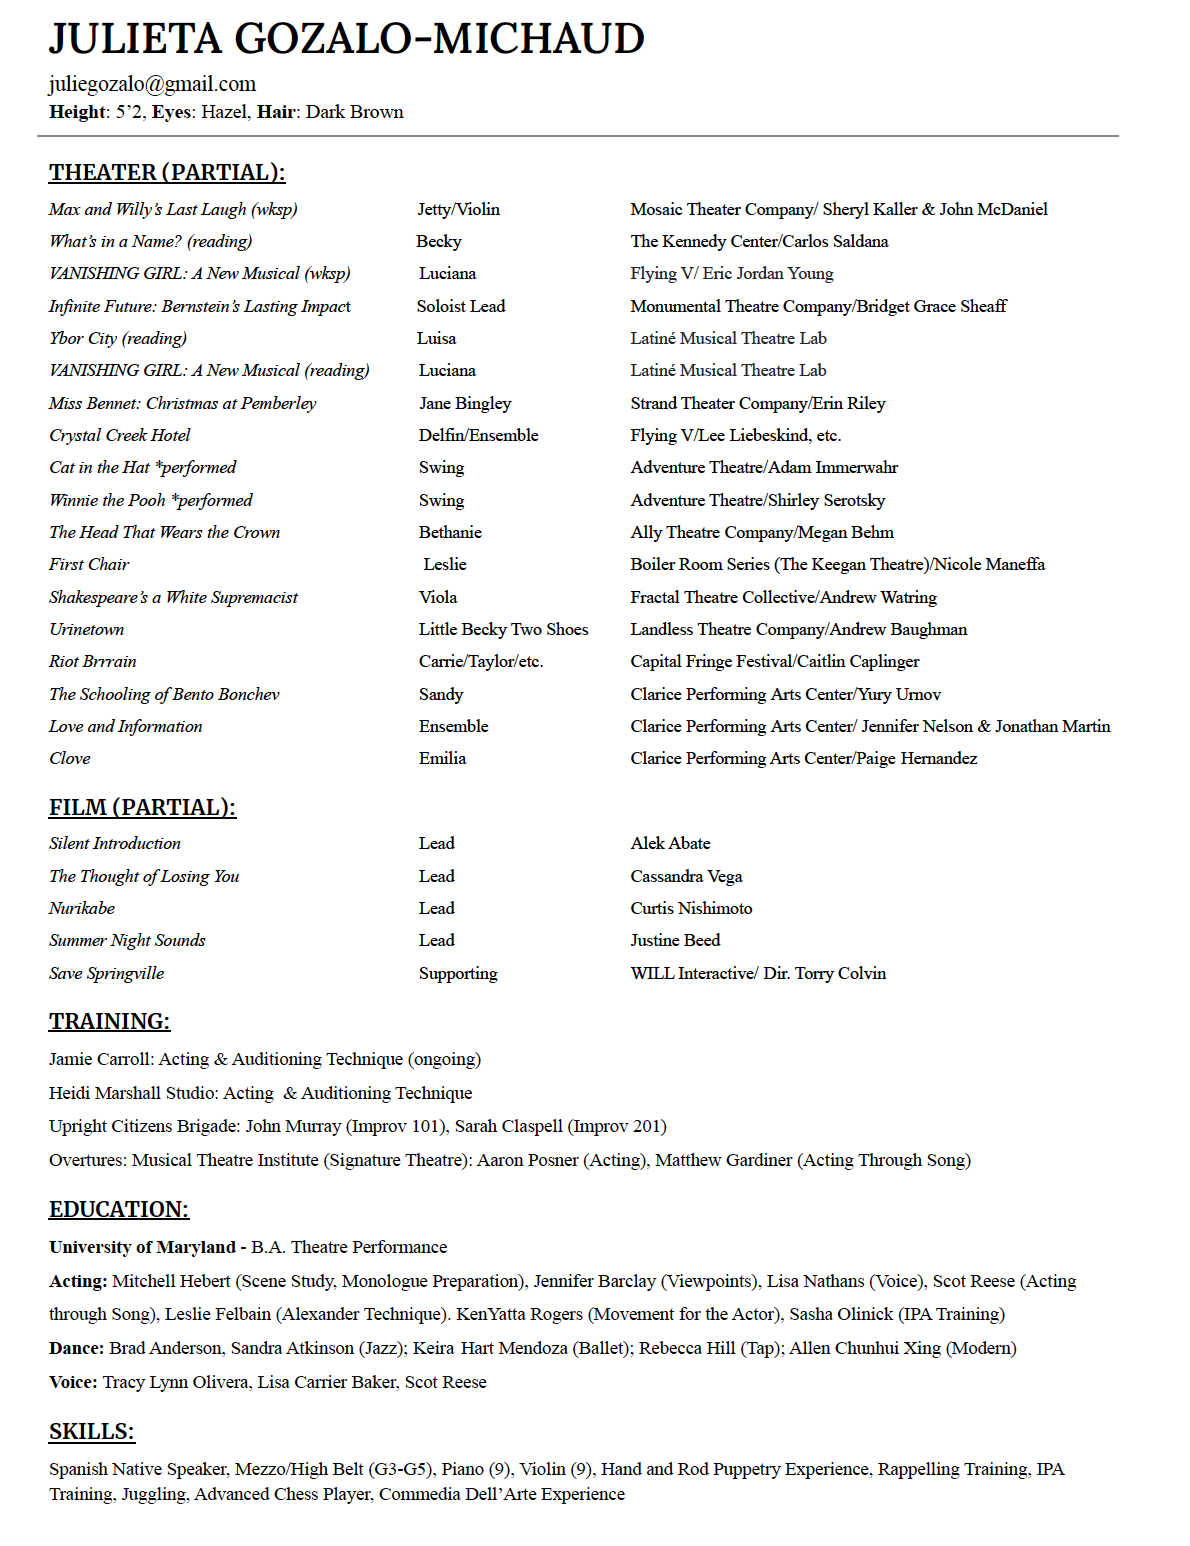 JULIETA GOZALO-MICHAUD
juliegozalo@gmail.com
Height: 5’2, Eyes: Hazel, Hair: Dark Brown
THEATER (PARTIAL):
Max and Willy’s Last Laugh (wksp) Jetty/Violin Mosaic Theater Company/ Sheryl Kaller & John McDaniel
What’s in a Name? (reading) Becky The Kennedy Center/Carlos Saldana
VANISHING GIRL: A New Musical (wksp) Luciana Flying V/ Eric Jordan Young
Infinite Future: Bernstein’s Lasting Impact Soloist Lead Monumental Theatre Company/Bridget Grace Sheaff
Ybor City (reading) Luisa Latiné Musical Theatre Lab
VANISHING GIRL: A New Musical (reading) Luciana Latiné Musical Theatre Lab
Miss Bennet: Christmas at Pemberley Jane Bingley Strand Theater Company/Erin Riley
Crystal Creek Hotel Delfin/Ensemble Flying V/Lee Liebeskind, etc.
Cat in the Hat *performed Swing Adventure Theatre/Adam Immerwahr
Winnie the Pooh *performed Swing Adventure Theatre/Shirley Serotsky
The Head That Wears the Crown Bethanie Ally Theatre Company/Megan Behm
First Chair Leslie Boiler Room Series (The Keegan Theatre)/Nicole Maneffa
Shakespeare’s a White Supremacist Viola Fractal Theatre Collective/Andrew Watring
Urinetown Little Becky Two Shoes Landless Theatre Company/Andrew Baughman
Riot Brrrain Carrie/Taylor/etc. Capital Fringe Festival/Caitlin Caplinger
The Schooling of Bento Bonchev Sandy Clarice Performing Arts Center/Yury Urnov
Love and Information Ensemble Clarice Performing Arts Center/ Jennifer Nelson & Jonathan Martin
Clove Emilia Clarice Performing Arts Center/Paige Hernandez
FILM (PARTIAL):
Silent Introduction Lead Alek Abate
The Thought of Losing You Lead Cassandra Vega
Nurikabe Lead Curtis Nishimoto
Summer Night Sounds Lead Justine Beed
Save Springville Supporting WILL Interactive/ Dir. Torry Colvin
TRAINING:
Jamie Carroll: Acting & Auditioning Technique (ongoing)
Heidi Marshall Studio: Acting & Auditioning Technique
Upright Citizens Brigade: John Murray (Improv 101), Sarah Claspell (Improv 201)
Overtures: Musical Theatre Institute (Signature Theatre): Aaron Posner (Acting), Matthew Gardiner (Acting Through Song)
EDUCATION:
University of Maryland - B.A. Theatre Performance
Acting: Mitchell Hebert (Scene Study, Monologue Preparation), Jennifer Barclay (Viewpoints), Lisa Nathans (Voice), Scot Reese (Acting
through Song), Leslie Felbain (Alexander Technique). KenYatta Rogers (Movement for the Actor), Sasha Olinick (IPA Training)
Dance: Brad Anderson, Sandra Atkinson (Jazz); Keira Hart Mendoza (Ballet); Rebecca Hill (Tap); Allen Chunhui Xing (Modern)
Voice: Tracy Lynn Olivera, Lisa Carrier Baker, Scot Reese
SKILLS:
Spanish Native Speaker, Mezzo/High Belt (G3-G5), Piano (9), Violin (9), Hand and Rod Puppetry Experience, Rappelling Training, IPA
Training, Juggling, Advanced Chess Player, Commedia Dell’Arte Experience